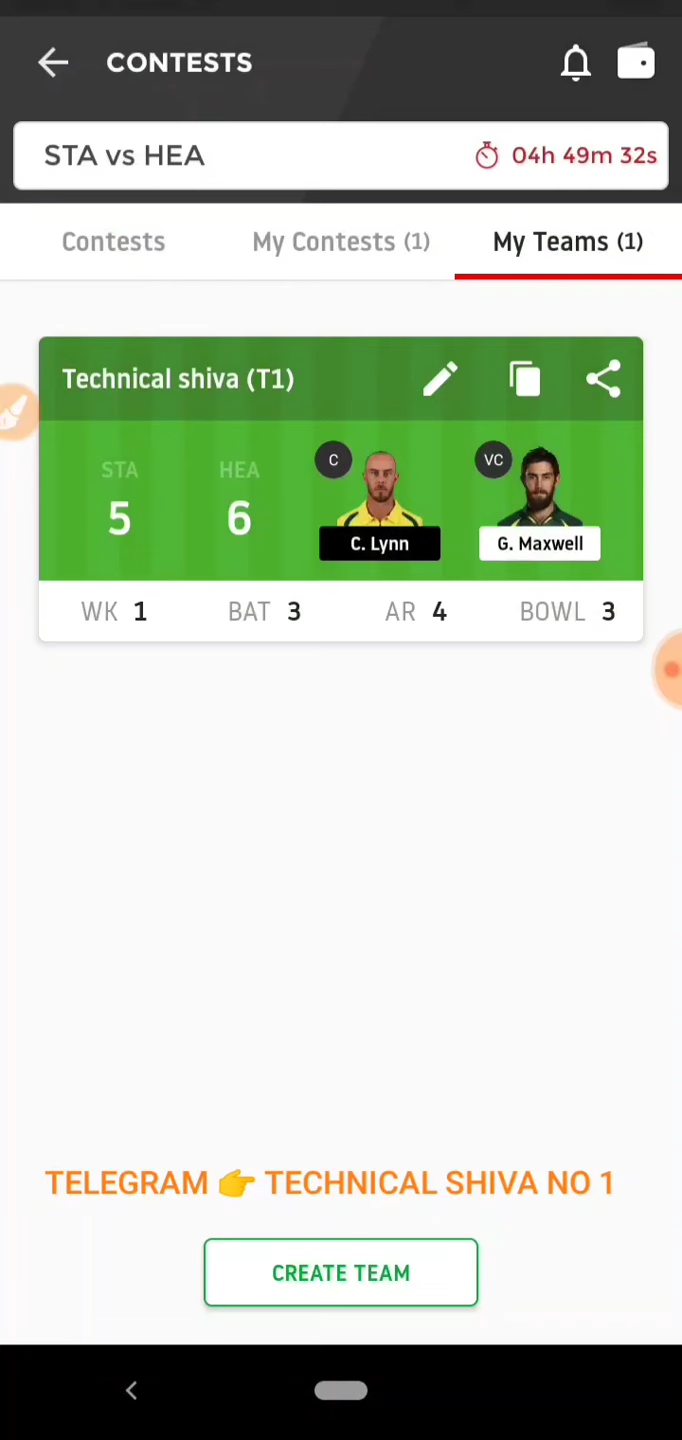 CONTESTS
STA vs HEA 04h 49m 32s
Contests My Contests (1) My Teams (1)
Technical shiva (T1)
STA HEA C VC
5 6
C. Lynn G. Maxwell
WK 1 BAT 3 AR 4 BOWL 3
TELEGRAM 👉 TECHNICAL SHIVA NO 1
CREATE TEAM